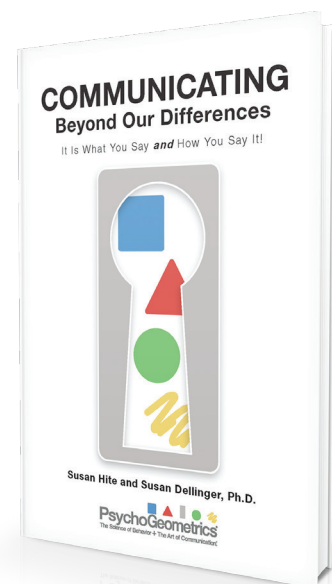 COMMUNICATING
Beyond Our Differences
It Is What You Say and How You Say It!
Susan Hite and Susan Dellinger, Ph.D.
PsychoGeometrics®
The Science of Behavior + The Art of Communication®